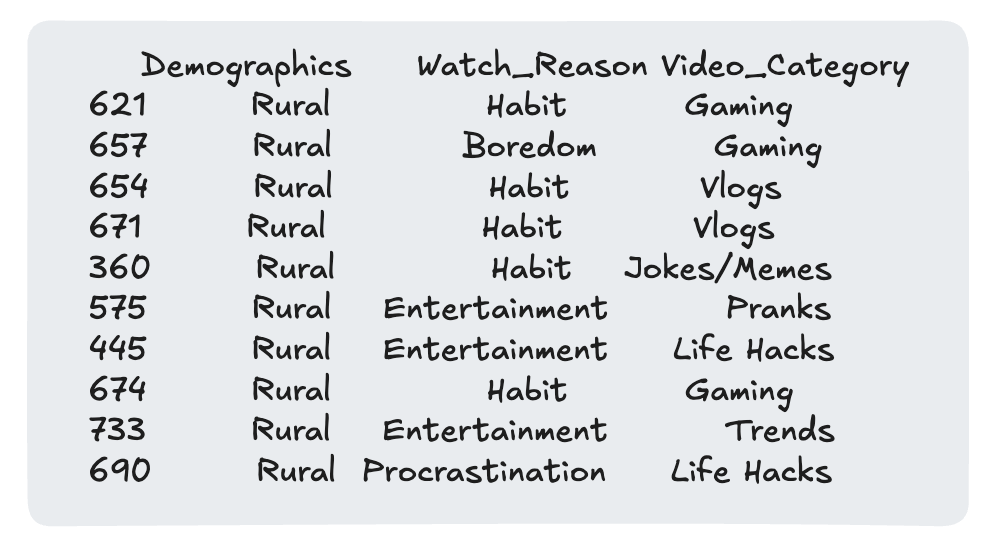 Demographics Watch_Reason Video_Category
621 Rural Habit Gaming
657 Rural Boredom Gaming
654 Rural Habit Vlogs
671 Rural Habit Vlogs
360 Rural Habit Jokes/Memes
575 Rural Entertainment Pranks
445 Rural Entertainment Life Hacks
674 Rural Habit Gaming
733 Rural Entertainment Trends
690 Rural Procrastination Life Hacks